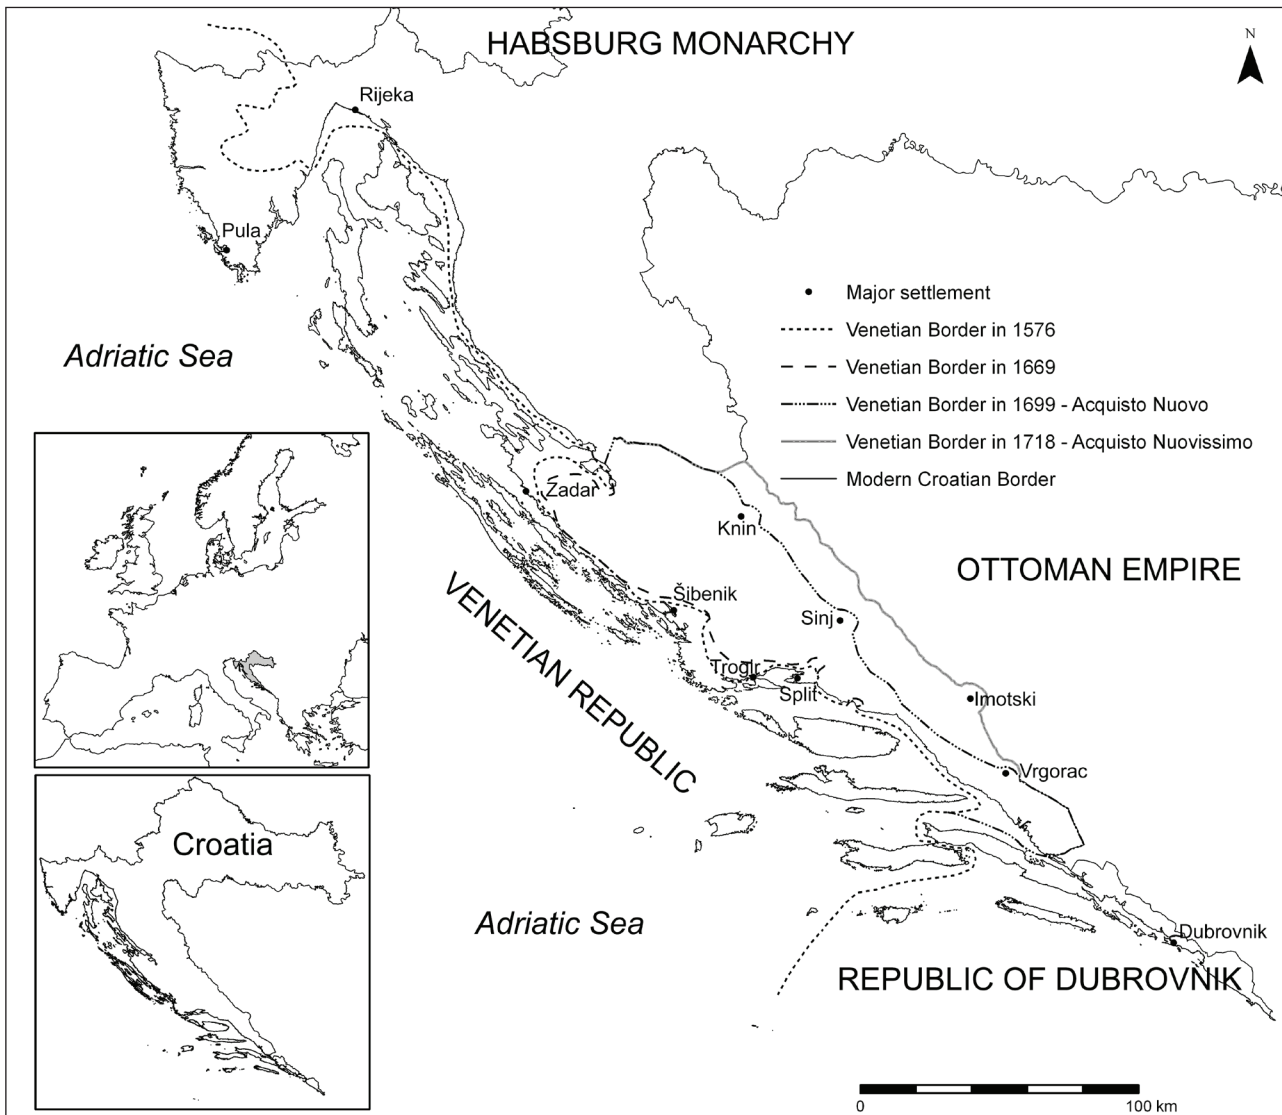 HABSBURG MONARCHY
N
Rijeka
Pula
Major settlement
Venetian Border in 1576
Adriatic Sea
Venetian Border in 1669
Venetian Border in 1699 - Acquisto Nuovo
Venetian Border in 1718 - Acquisto Nuovissimo
Modern Croatian Border
Zadar
Knin
OTTOMAN EMPIRE
Šibenik
Sinj
VENETIAN REPUBLIC
Trogir
Split
Imotski
Vrgorac
Croatia
Adriatic Sea
Dubrovnik
REPUBLIC OF DUBROVNIK
0 100 km